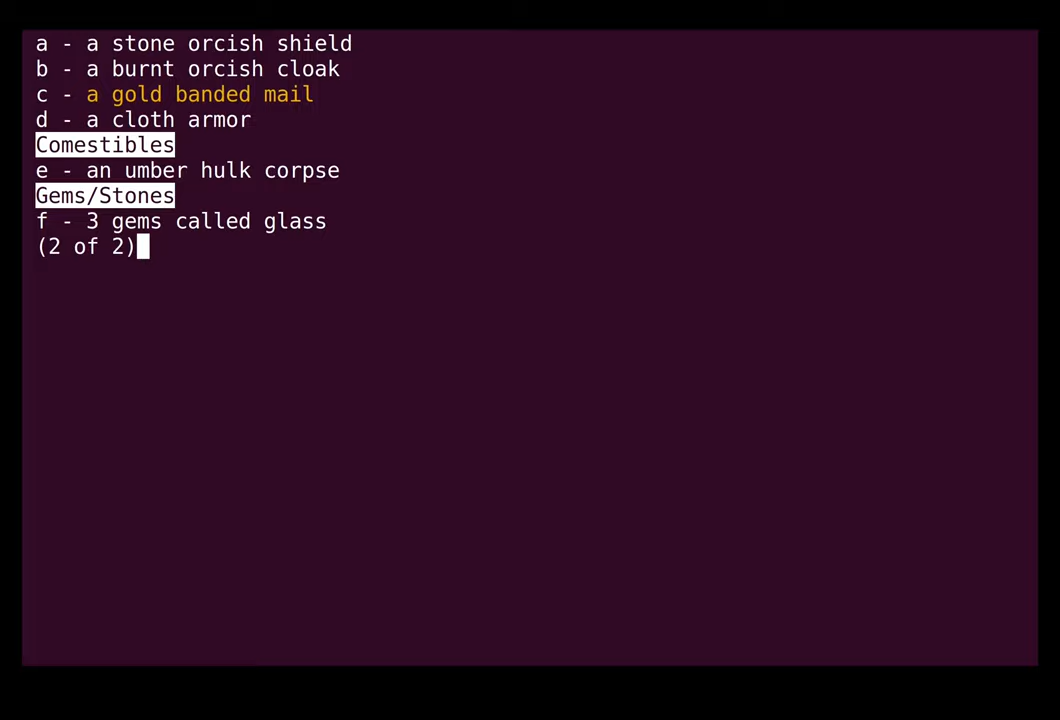 a - a stone orcish shield
b - a burnt orcish cloak
c - a gold banded mail
d - a cloth armor
Comestibles
e - an umber hulk corpse
Gems/Stones
f - 3 gems called glass
(2 of 2)